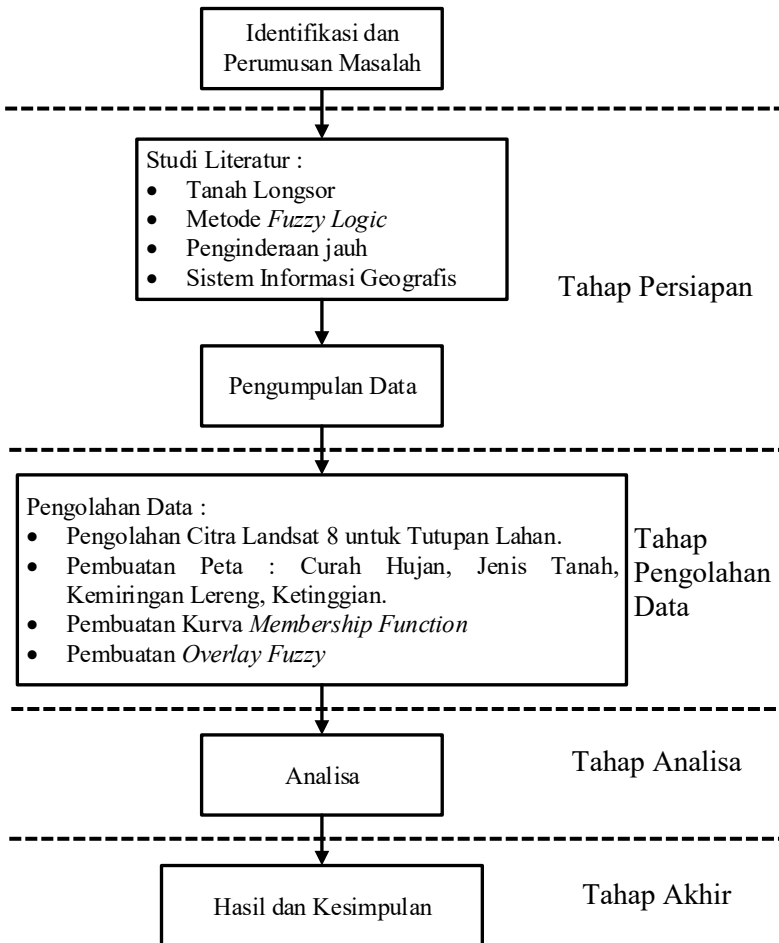 Identifikasi dan
Perumusan Masalah
Studi Literatur :
• Tanah Longsor
• Metode Fuzzy Logic
• Penginderaan jauh
• Sistem Informasi Geografis
Tahap Persiapan
Pengumpulan Data
Pengolahan Data :
• Pengolahan Citra Landsat 8 untuk Tutupan Lahan.
• Pembuatan Peta : Curah Hujan, Jenis Tanah,
Kemiringan Lereng, Ketinggian.
• Pembuatan Kurva Membership Function
• Pembuatan Overlay Fuzzy
Tahap
Pengolahan
Data
Analisa
Tahap Analisa
Hasil dan Kesimpulan
Tahap Akhir